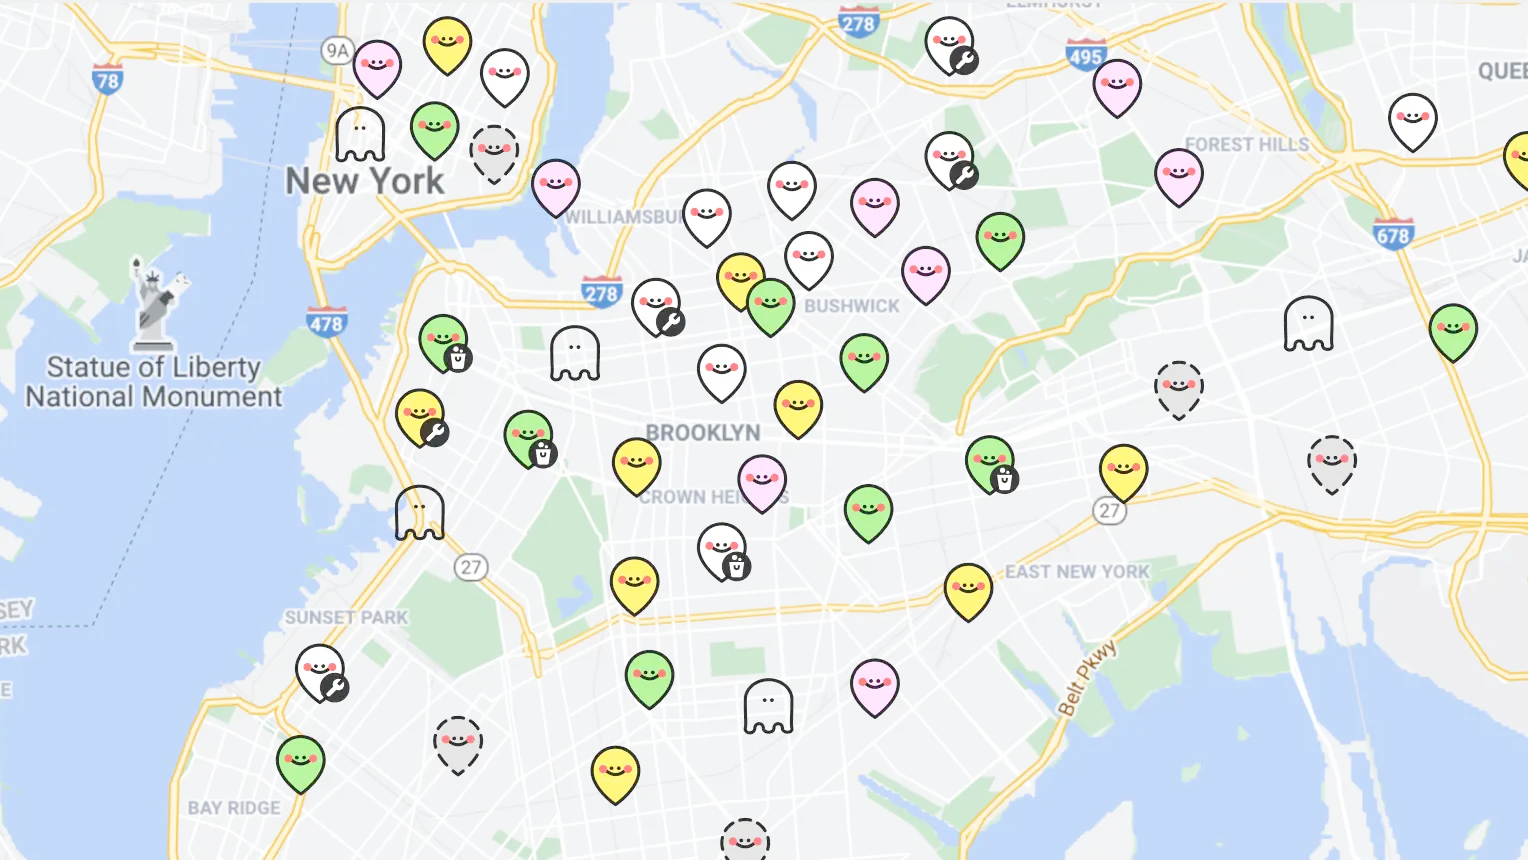 ELMHURST
278
9A
495
QUEE
78
FOREST HILLS
New York
WILLIAMSBU
678
JA
278
BUSHWICK
478
Statue of Liberty
National Monument
BROOKLYN
CROWN HEI
S
27
27
EAST NEW YORK
SEY
RK
SUNSET PARK
Belt Pkwy
E
BAY RIDGE